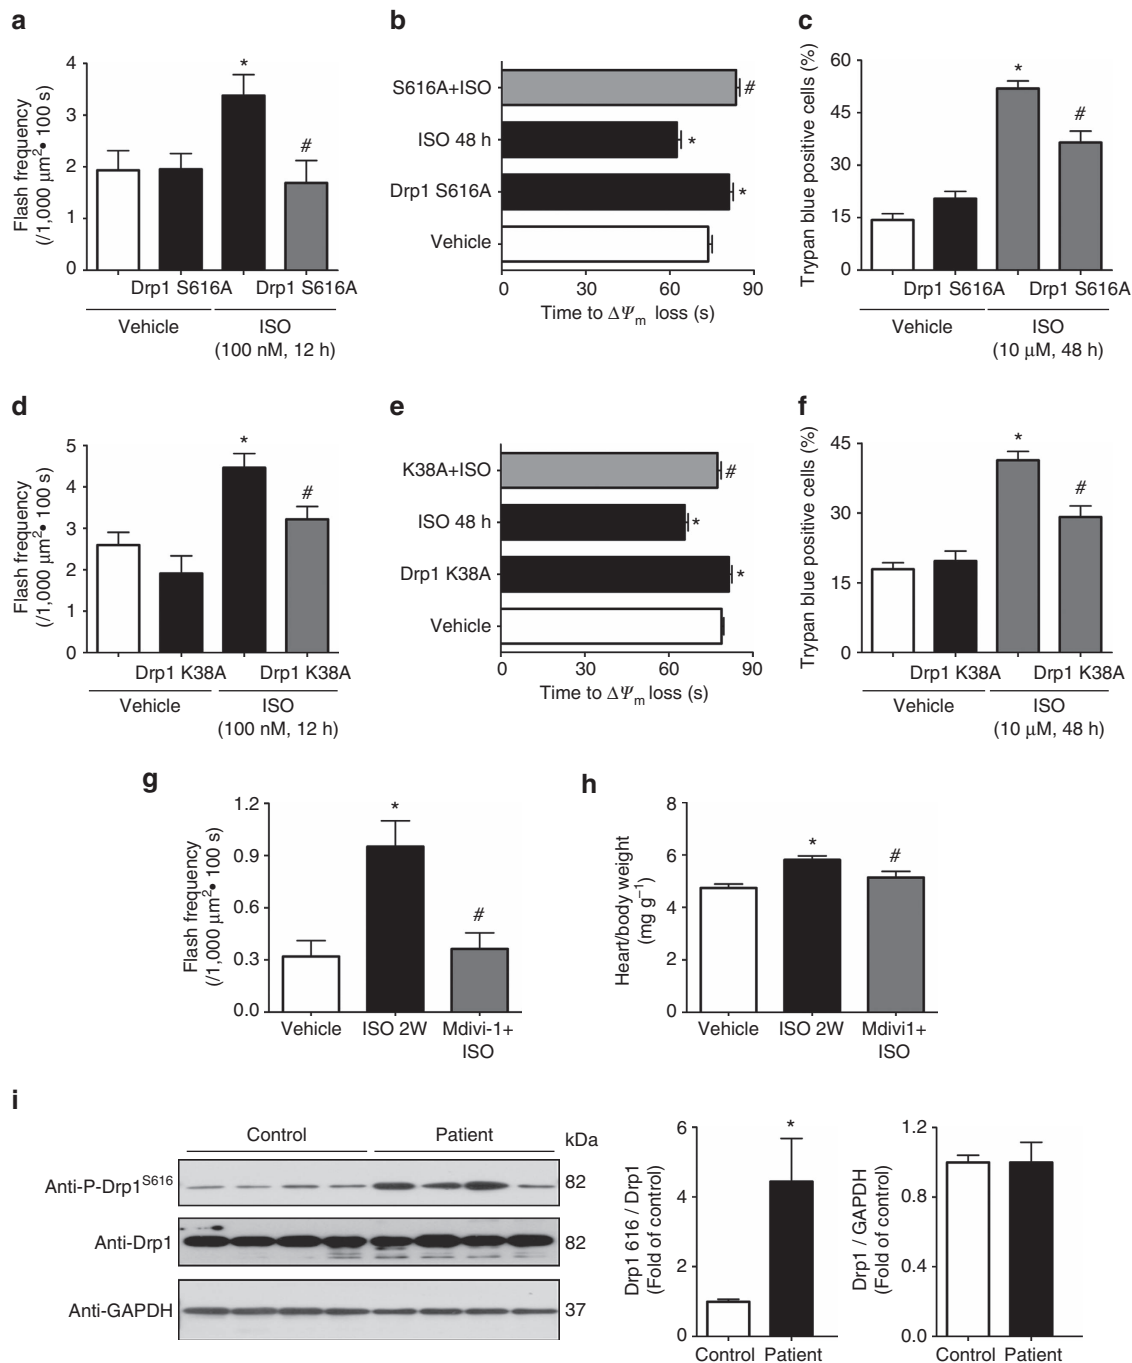 a
Flash frequency
(/1,000 μm²• 100 s)
4
3
2
1
0
*
#
Drp1 S616A
Drp1 S616A
Vehicle
ISO
(100 nM, 12 h)
b
S616A+ISO
ISO 48 h
Drp1 S616A
Vehicle
#
*
*
0
30
60
90
Time to ΔΨm loss (s)
c
Trypan blue positive cells (%)
60
45
30
15
0
*
#
Drp1 S616A
Drp1 S616A
Vehicle
ISO
(10 μM, 48 h)
d
Flash frequency
(/1,000 μm²• 100 s)
5
4
3
2
1
0
*
#
Drp1 K38A
Drp1 K38A
Vehicle
ISO
(100 nM, 12 h)
e
K38A+ISO
ISO 48 h
Drp1 K38A
Vehicle
#
*
*
0
30
60
90
Time to ΔΨm loss (s)
f
Trypan blue positive cells (%)
45
30
15
0
*
#
Drp1 K38A
Drp1 K38A
Vehicle
ISO
(10 μM, 48 h)
g
Flash frequency
(/1,000 μm²• 100 s)
1.2
0.9
0.6
0.3
0.0
*
#
Vehicle
ISO 2W
Mdivi-1+
ISO
h
Heart/body weight
(mg g⁻¹)
8
6
4
2
0
*
#
Vehicle
ISO 2W
Mdivi1+
ISO
i
Control
Patient
kDa
Anti-P-Drp1S616
82
Anti-Drp1
82
Anti-GAPDH
37
Drp1 616 / Drp1
(Fold of control)
6
4
2
0
*
Control
Patient
Drp1 / GAPDH
(Fold of control)
1.2
0.8
0.4
0.0
Control
Patient